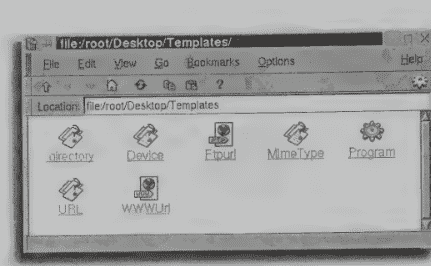 file:/root/Desktop/Templates/
File Edit View Go Bookmarks Options Help
?
Location: file:/root/Desktop/Templates
directory Device Ftpurl MimeType Program
URL WWWUrl